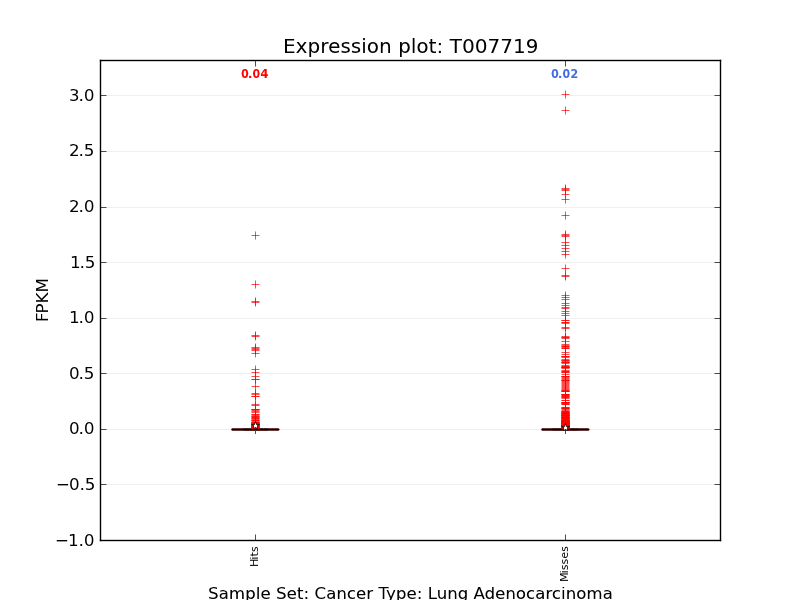 Expression plot: T007719
0.04
0.02
3.0
2.5
2.0
1.5
1.0
0.5
0.0
−0.5
−1.0
FPKM
Hits
Misses
Sample Set: Cancer Type: Lung Adenocarcinoma